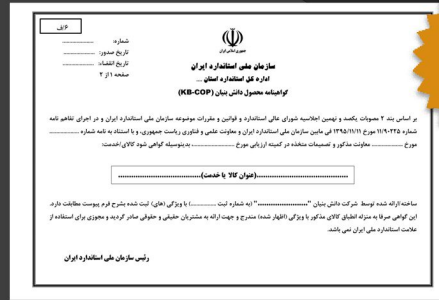 ۶/الف
شماره: ....................
تاریخ صدور: ....................
تاریخ انقضاء: ....................
صفحه ۱ از ۲
جمهوری اسلامی ایران
سازمان ملی استاندارد ایران
اداره کل استاندارد استان ...
گواهینامه محصول دانش بنیان (KB-COP)
بر اساس بند ۲ مصوبات یکصد و نهمین اجلاسیه شورای عالی استاندارد و قوانین و مقررات موضوعه سازمان ملی استاندارد ایران و در اجرای تفاهم نامه
شماره ۱۱/۹۰۲۲۵ مورخ ۱۳۹۵/۱۱/۱۱ فی مابین سازمان ملی استاندارد ایران و معاونت علمی و فناوری ریاست جمهوری، و با استناد به نامه شماره ....................
مورخ .................... معاونت مذکور و تصمیمات متخذه در کمیته ارزیابی مورخ ....................، بدینوسیله گواهی شود کالای/خدمت:
....................(عنوان کالا یا خدمت)....................
ساخته/ارائه شده توسط شرکت دانش بنیان "...................." (به شماره ثبت ....................) با ویژگی (های) ثبت شده بشرح فرم پیوست مطابقت دارد.
این گواهی صرفا به منزله انطباق کالای مذکور با ویژگی (اظهار شده) مندرج و جهت ارائه به مشتریان حقیقی و حقوقی صادر گردید و مجوزی برای استفاده از
علامت استاندارد ملی ایران نمی باشد.
رئیس سازمان ملی استاندارد ایران